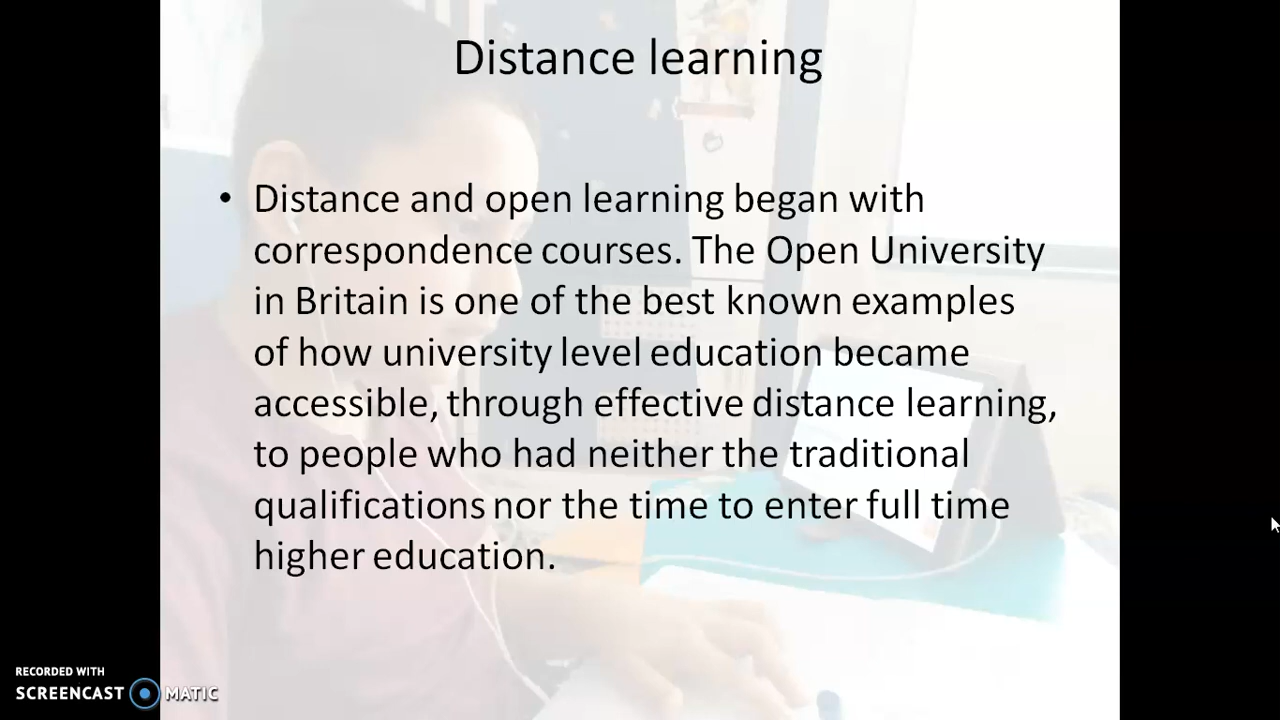 Distance learning
• Distance and open learning began with
correspondence courses. The Open University
in Britain is one of the best known examples
of how university level education became
accessible, through effective distance learning,
to people who had neither the traditional
qualifications nor the time to enter full time
higher education.
RECORDED WITH
SCREENCAST MATIC